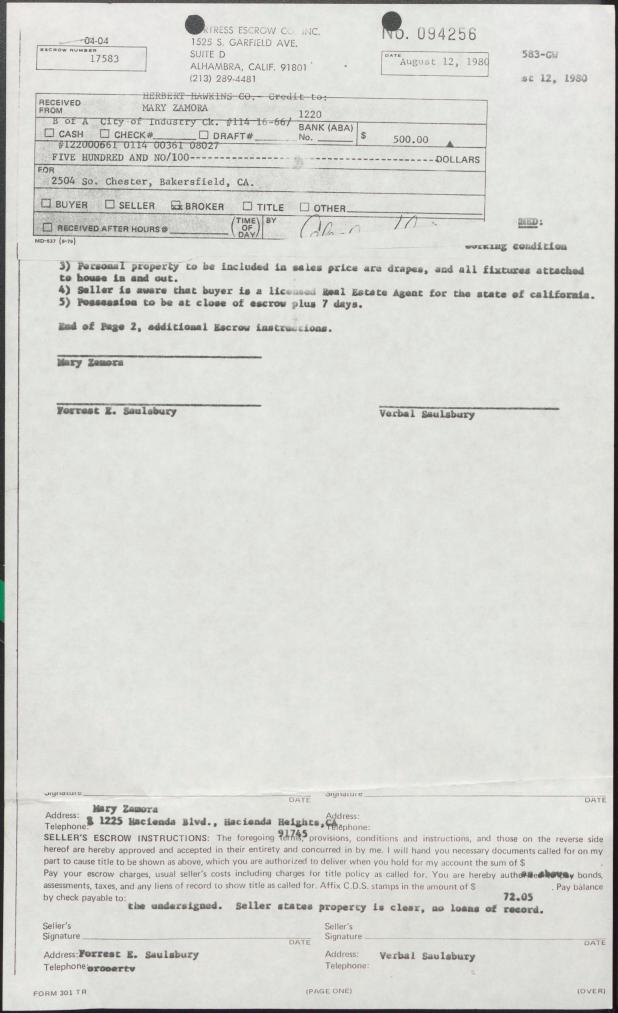 -04-04
ESCROW NUMBER
17583
RTRESS ESCROW CO. INC.
1525 S. GARFIELD AVE.
SUITE D
ALHAMBRA, CALIF. 91801
(213) 289-4481
NO. 094256
DATE
August 12, 1980
583-GW
st 12, 1980
RECEIVED FROM
HERBERT HAWKINS CO.- Credit to:
MARY ZAMORA
1220
B of A City of Industry Ck. #114 16-66/
CASH CHECK# DRAFT# BANK (ABA) No. $ 500.00
#122000661 0114 00361 08027
FIVE HUNDRED AND NO/100 DOLLARS
FOR
2504 So. Chester, Bakersfield, CA.
BUYER SELLER BROKER TITLE OTHER
RECEIVED AFTER HOURS @ (TIME OF DAY) BY
MD-537 (9-79)
NED:
working condition
3) Personal property to be included in sales price are drapes, and all fixtures attached
to house in and out.
4) Seller is aware that buyer is a licensed Real Estate Agent for the state of california.
5) Possession to be at close of escrow plus 7 days.
End of Page 2, additional Escrow instructions.
Mary Zamora
Forrest E. Saulsbury
Verbal Saulsbury
Signature DATE Signature DATE
Mary Zamora
Address: 1225 Hacienda Blvd., Hacienda Heights, CA Address:
Telephone: 91745 Telephone:
SELLER'S ESCROW INSTRUCTIONS: The foregoing terms, provisions, conditions and instructions, and those on the reverse side
hereof are hereby approved and accepted in their entirety and concurred in by me. I will hand you necessary documents called for on my
part to cause title to be shown as above, which you are authorized to deliver when you hold for my account the sum of $
as above,
Pay your escrow charges, usual seller's costs including charges for title policy as called for. You are hereby authorized to pay bonds,
assessments, taxes, and any liens of record to show title as called for. Affix C.D.S. stamps in the amount of $ 72.05 . Pay balance
by check payable to:
the undersigned. Seller states property is clear, no loans of record.
Seller's Signature DATE
Seller's Signature DATE
Address: Forrest E. Saulsbury
Address: Verbal Saulsbury
Telephone: property
Telephone:
FORM 301 TR
(PAGE ONE)
(OVER)